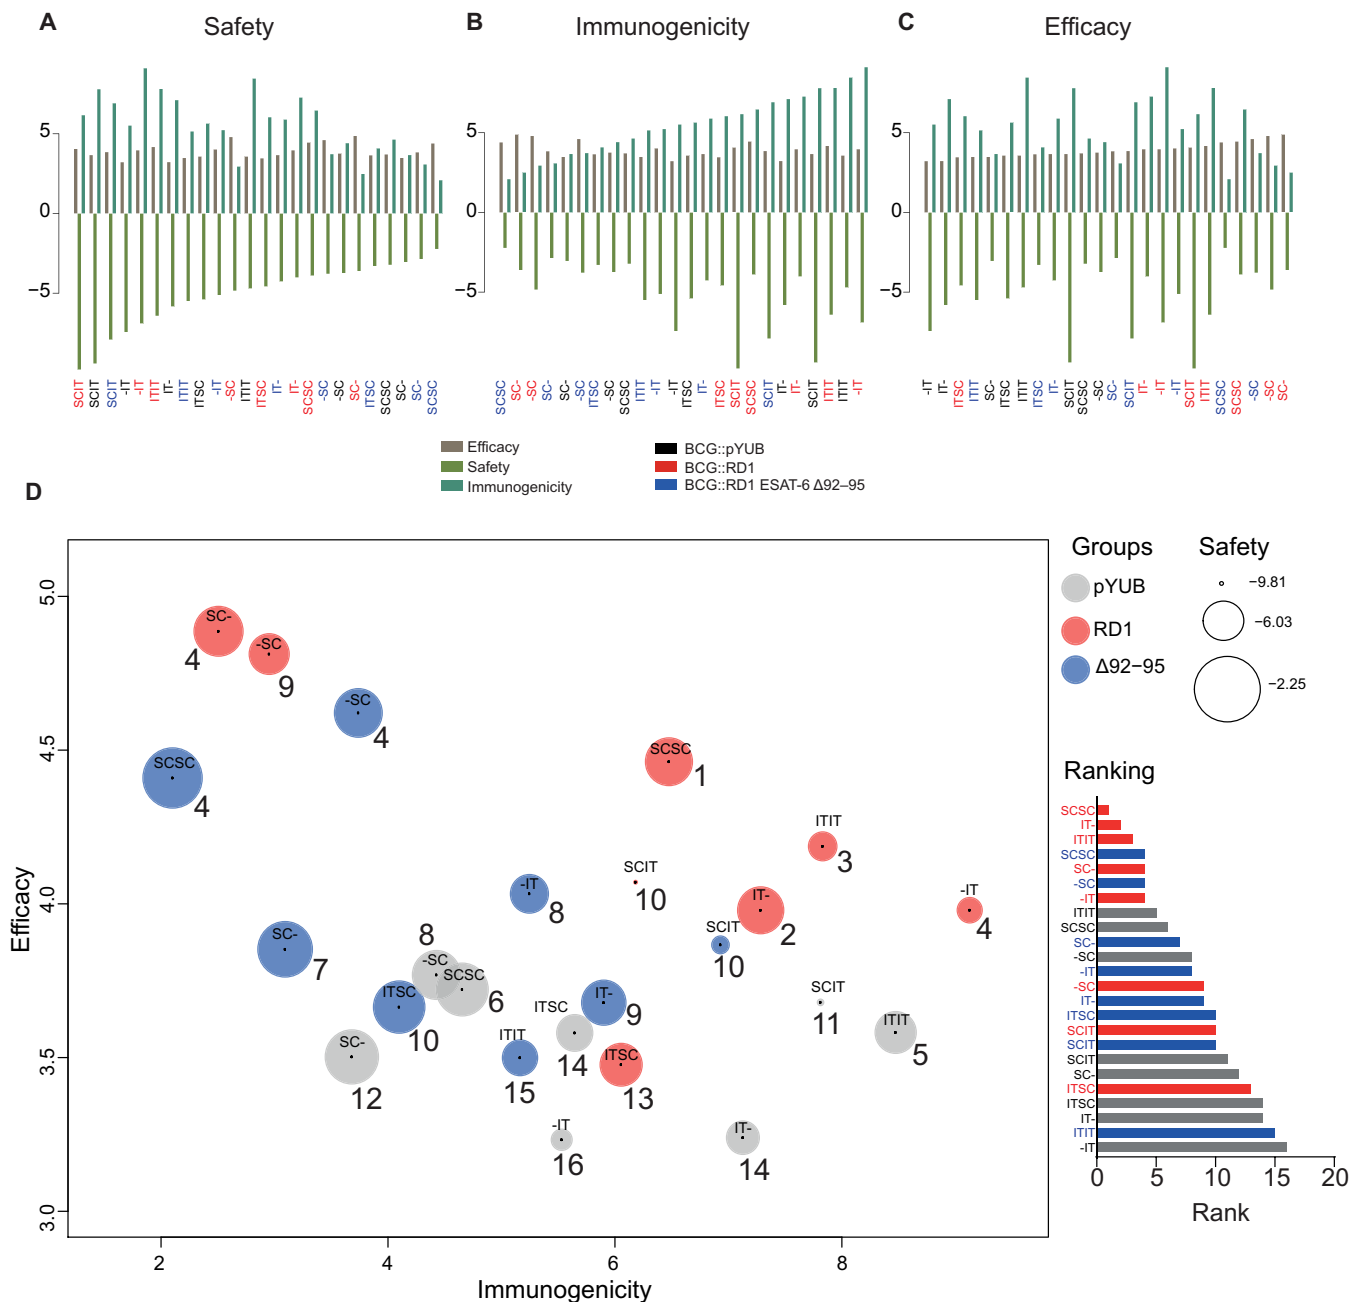 A
Safety
5
0
−5
SCIT
SCIT
SCIT
-IT
-IT
ITIT
IT-
ITIT
ITSC
-IT
-SC
ITIT
ITSC
IT-
IT-
SCSC
-SC
-SC
SC-
ITSC
SCSC
SC-
SC-
SCSC
B
Immunogenicity
5
0
−5
SCSC
SC-
-SC
SC-
SC-
-SC
ITSC
-SC
SCSC
ITIT
-IT
-IT
ITSC
IT-
ITSC
SCIT
SCSC
SCIT
IT-
IT-
SCIT
ITIT
ITIT
-IT
C
Efficacy
5
0
−5
-IT
IT-
ITSC
ITIT
SC-
ITSC
ITIT
ITSC
IT-
SCIT
SCSC
-SC
SC-
SCIT
IT-
-IT
-IT
SCIT
ITIT
SCSC
SCSC
-SC
-SC
SC-
Efficacy
Safety
Immunogenicity
BCG::pYUB
BCG::RD1
BCG::RD1 ESAT-6 Δ92–95
D
Efficacy
5.0
4.5
4.0
3.5
3.0
SC-
4
-SC
9
-SC
4
SCSC
4
SCSC
1
ITIT
3
SCIT
10
-IT
8
IT-
2
-IT
4
SCIT
10
SC-
7
8
-SC
SCSC
6
ITSC
10
IT-
9
SCIT
11
ITSC
14
ITIT
5
SC-
12
ITIT
15
ITSC
13
-IT
16
IT-
14
2
4
6
8
Immunogenicity
Groups
pYUB
RD1
Δ92−95
Safety
−9.81
−6.03
−2.25
Ranking
SCSC
IT-
ITIT
SCSC
SC-
-SC
-IT
ITIT
SCSC
SC-
-SC
-IT
-SC
IT-
ITSC
SCIT
SCIT
SCIT
SC-
ITSC
ITSC
IT-
ITIT
-IT
0
5
10
15
20
Rank